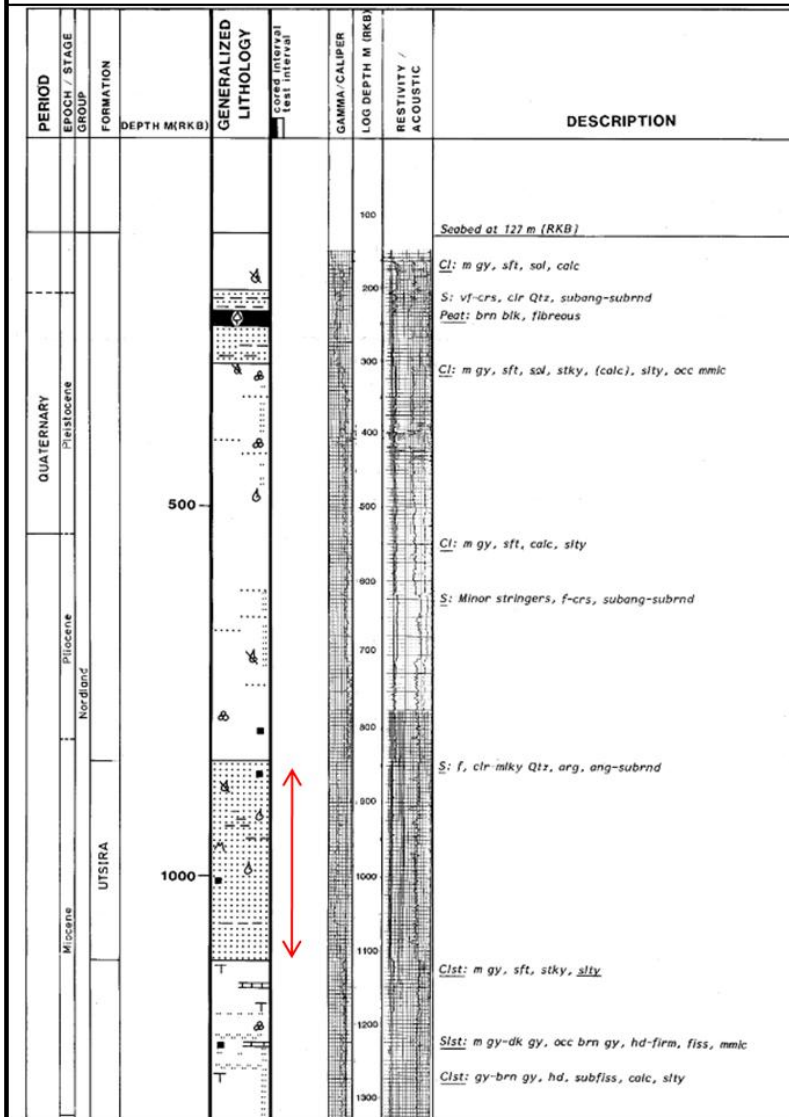 PERIOD
EPOCH / STAGE
GROUP
FORMATION
DEPTH M(RKB)
GENERALIZED LITHOLOGY
cored interval
test interval
GAMMA/CALIPER
LOG DEPTH M (RKB)
RESTIVITY / ACOUSTIC
DESCRIPTION
100
Seabed at 127 m (RKB)
Cl: m gy, sft, sol, calc
200
S: vf-crs, clr Qtz, subang-subrnd
Peat: brn blk, fibreous
300
Cl: m gy, sft, sol, stky, (calc), slty, occ mmic
QUATERNARY
Pleistocene
400
500
500
Cl: m gy, sft, calc, slty
600
S: Minor stringers, f-crs, subang-subrnd
Pliocene
Nordland
700
800
S: f, clr-mlky Qtz, arg, ang-subrnd
900
UTSIRA
1000
1000
Miocene
1100
Clst: m gy, sft, stky, slty
1200
Slst: m gy-dk gy, occ brn gy, hd-firm, fiss, mmic
Clst: gy-brn gy, hd, subfiss, calc, slty
1300